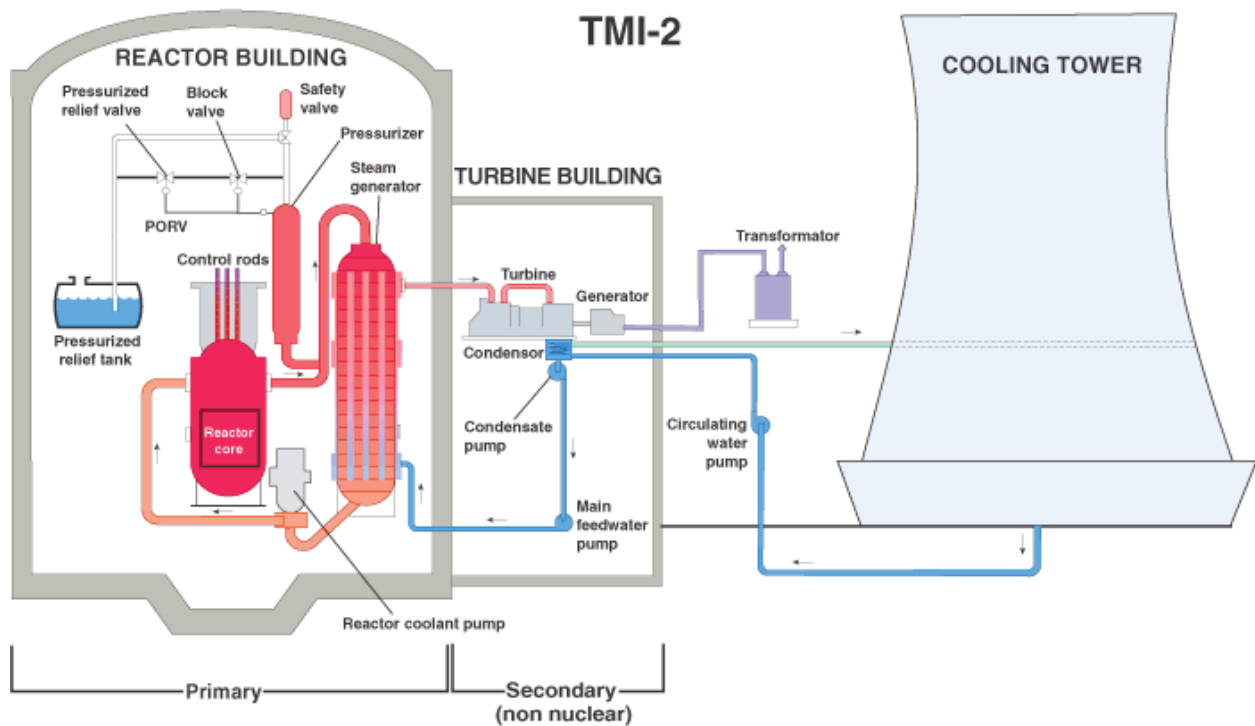 TMI-2
REACTOR BUILDING
COOLING TOWER
Pressurized
relief valve
Block
valve
Safety
valve
Pressurizer
Steam
generator
TURBINE BUILDING
PORV
Control rods
Transformator
Turbine
Generator
Pressurized
relief tank
Condensor
Reactor
core
Condensate
pump
Circulating
water
pump
Main
feedwater
pump
Reactor coolant pump
Primary
Secondary
(non nuclear)